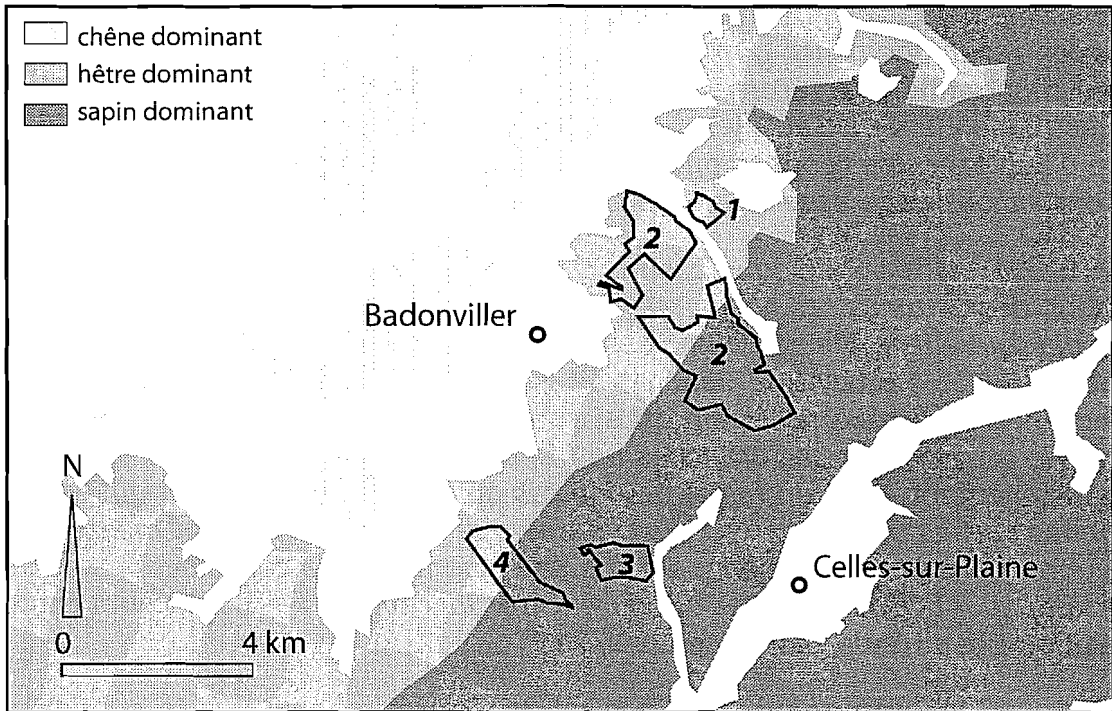 chêne dominant
hêtre dominant
sapin dominant
1
2
Badonviller
2
N
4
3
Celles-sur-Plaine
0 4 km